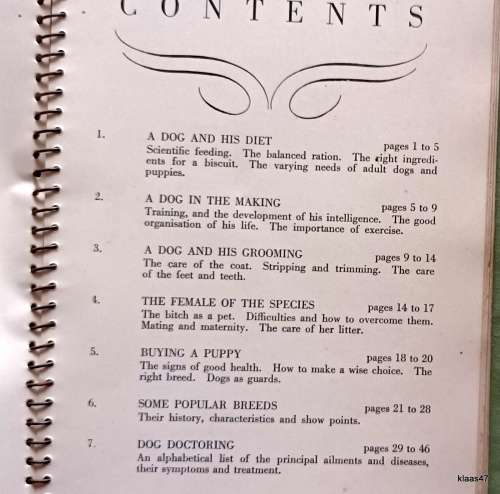 CONTENTS
1. A DOG AND HIS DIET pages 1 to 5
Scientific feeding. The balanced ration. The right ingredi-
ents for a biscuit. The varying needs of adult dogs and
puppies.
2. A DOG IN THE MAKING pages 5 to 9
Training, and the development of his intelligence. The good
organisation of his life. The importance of exercise.
3. A DOG AND HIS GROOMING pages 9 to 14
The care of the coat. Stripping and trimming. The care
of the feet and teeth.
4. THE FEMALE OF THE SPECIES pages 14 to 17
The bitch as a pet. Difficulties and how to overcome them.
Mating and maternity. The care of her litter.
5. BUYING A PUPPY pages 18 to 20
The signs of good health. How to make a wise choice. The
right breed. Dogs as guards.
6. SOME POPULAR BREEDS pages 21 to 28
Their history, characteristics and show points.
7. DOG DOCTORING pages 29 to 46
An alphabetical list of the principal ailments and diseases,
their symptoms and treatment.
klaas47